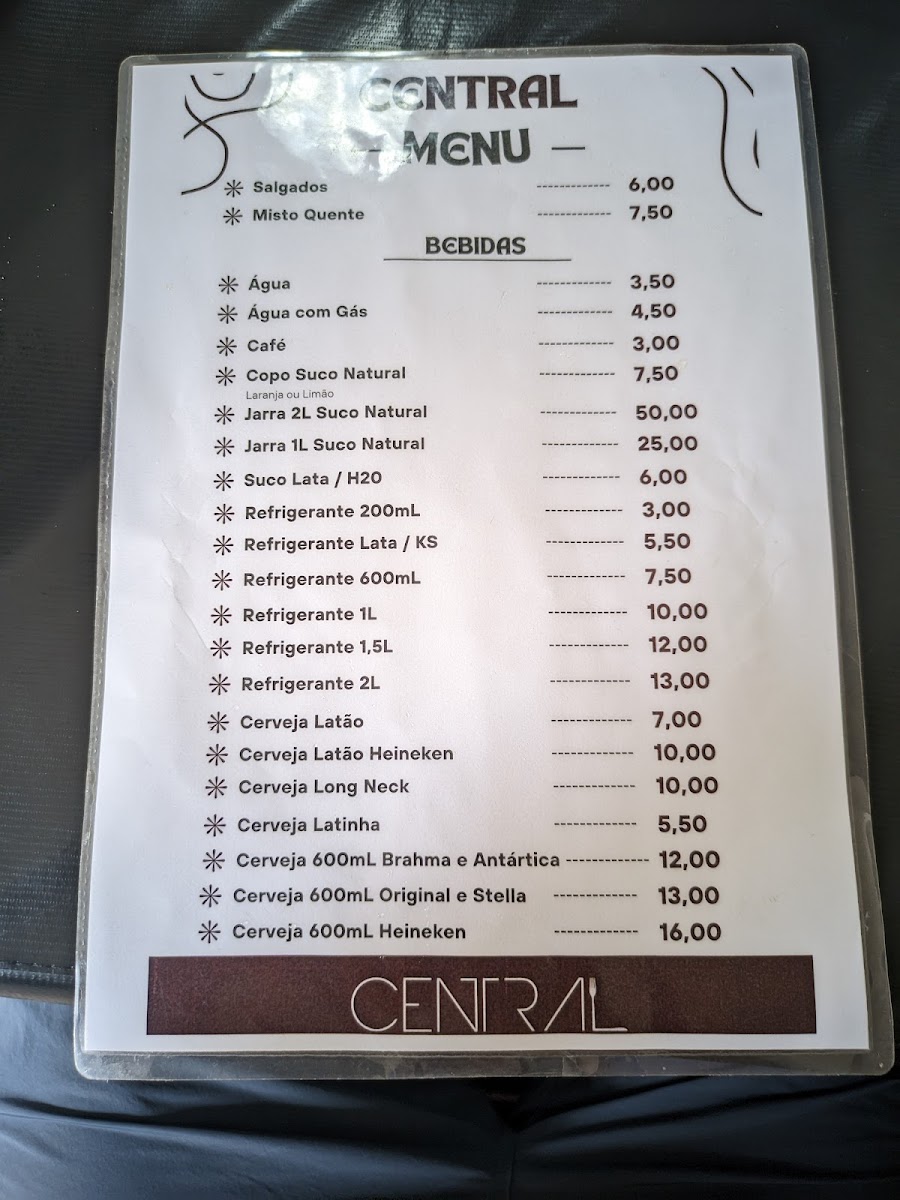 CENTRAL
— MENU —
✳ Salgados ------------ 6,00
✳ Misto Quente ------------ 7,50
BEBIDAS
✳ Água ------------ 3,50
✳ Água com Gás ------------ 4,50
✳ Café ------------ 3,00
✳ Copo Suco Natural ------------ 7,50
Laranja ou Limão
✳ Jarra 2L Suco Natural ------------ 50,00
✳ Jarra 1L Suco Natural ------------ 25,00
✳ Suco Lata / H20 ------------ 6,00
✳ Refrigerante 200mL ------------ 3,00
✳ Refrigerante Lata / KS ------------ 5,50
✳ Refrigerante 600mL ------------ 7,50
✳ Refrigerante 1L ------------ 10,00
✳ Refrigerante 1,5L ------------ 12,00
✳ Refrigerante 2L ------------ 13,00
✳ Cerveja Latão ------------ 7,00
✳ Cerveja Latão Heineken ------------ 10,00
✳ Cerveja Long Neck ------------ 10,00
✳ Cerveja Latinha ------------ 5,50
✳ Cerveja 600mL Brahma e Antártica ------------ 12,00
✳ Cerveja 600mL Original e Stella ------------ 13,00
✳ Cerveja 600mL Heineken ------------ 16,00
CENTRAL